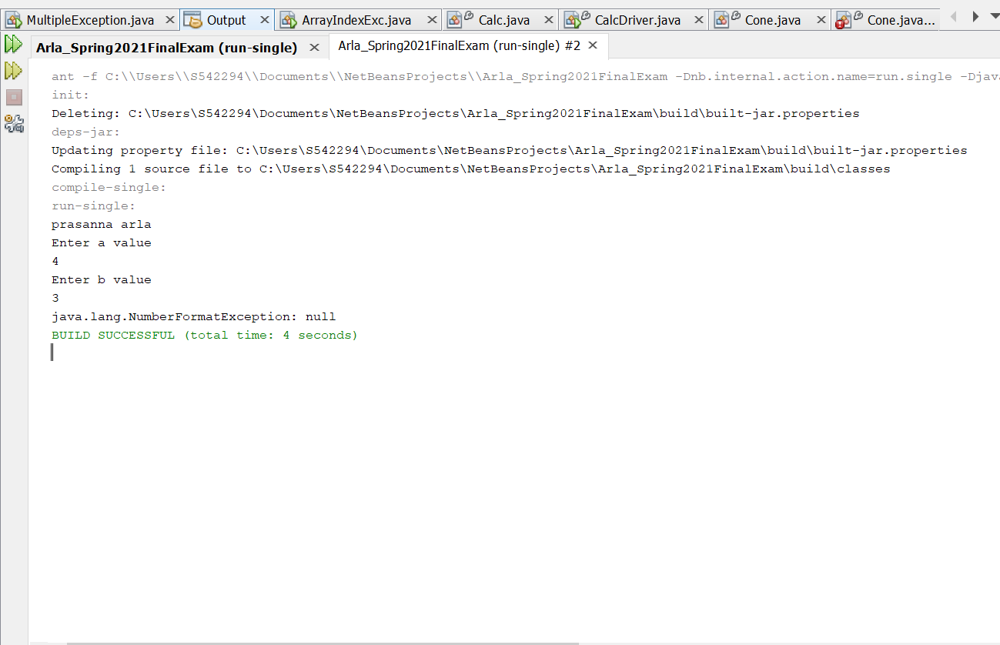 MultipleException.java Output ArrayIndexExc.java Calc.java CalcDriver.java Cone.java Cone.java...
Arla_Spring2021FinalExam (run-single) Arla_Spring2021FinalExam (run-single) #2
ant -f C:\\Users\\S542294\\Documents\\NetBeansProjects\\Arla_Spring2021FinalExam -Dnb.internal.action.name=run.single -Djav
init:
Deleting: C:\Users\S542294\Documents\NetBeansProjects\Arla_Spring2021FinalExam\build\built-jar.properties
deps-jar:
Updating property file: C:\Users\S542294\Documents\NetBeansProjects\Arla_Spring2021FinalExam\build\built-jar.properties
Compiling 1 source file to C:\Users\S542294\Documents\NetBeansProjects\Arla_Spring2021FinalExam\build\classes
compile-single:
run-single:
prasanna arla
Enter a value
4
Enter b value
3
java.lang.NumberFormatException: null
BUILD SUCCESSFUL (total time: 4 seconds)